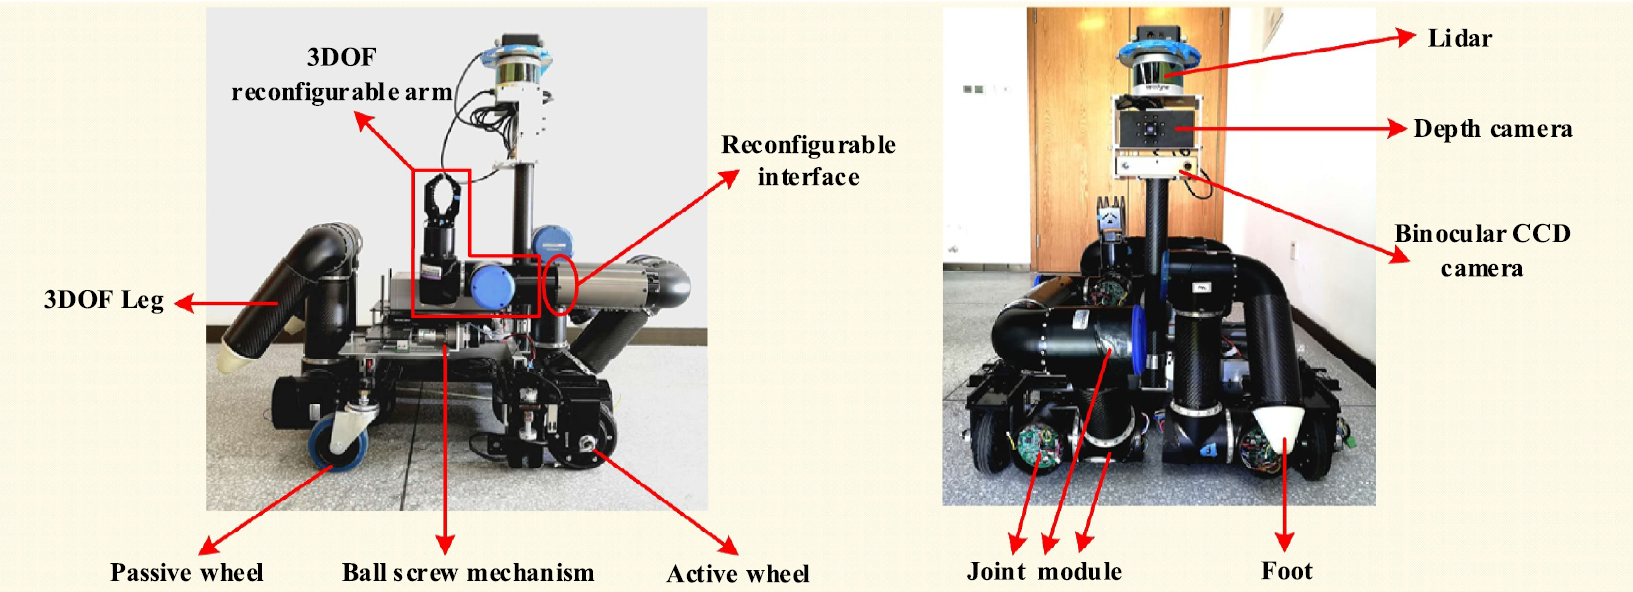 3DOF
reconfigurable arm
Reconfigurable
interface
3DOF Leg
Passive wheel
Ball screw mechanism
Active wheel
Lidar
Depth camera
Binocular CCD
camera
Joint module
Foot